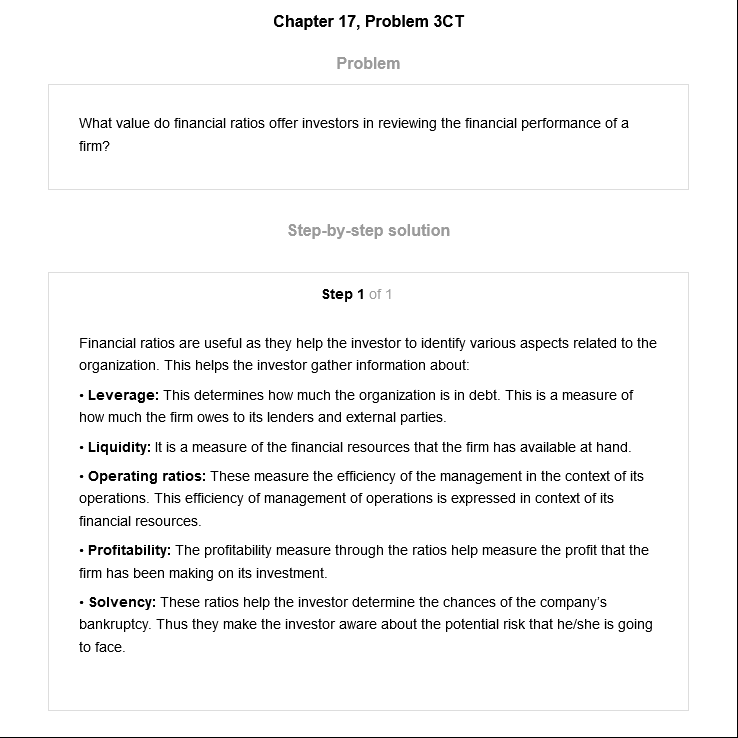 Chapter 17, Problem 3CT
Problem
What value do financial ratios offer investors in reviewing the financial performance of a
firm?
Step-by-step solution
Step 1 of 1
Financial ratios are useful as they help the investor to identify various aspects related to the
organization. This helps the investor gather information about:
• Leverage: This determines how much the organization is in debt. This is a measure of
how much the firm owes to its lenders and external parties.
• Liquidity: It is a measure of the financial resources that the firm has available at hand.
• Operating ratios: These measure the efficiency of the management in the context of its
operations. This efficiency of management of operations is expressed in context of its
financial resources.
• Profitability: The profitability measure through the ratios help measure the profit that the
firm has been making on its investment.
• Solvency: These ratios help the investor determine the chances of the company's
bankruptcy. Thus they make the investor aware about the potential risk that he/she is going
to face.